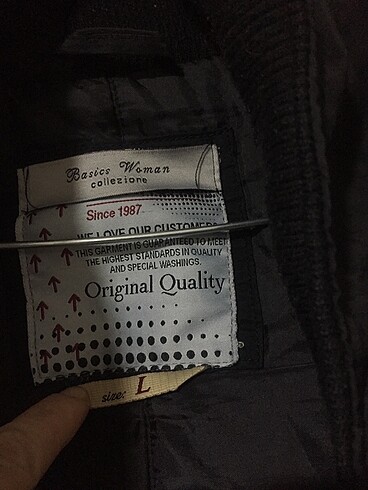 Basics Woman
collezione
Since 1987
WE LOVE OUR CUSTOMERS
THIS GARMENT IS GUARANTEED TO MEET
THE HIGHEST STANDARDS IN QUALITY
AND SPECIAL WASHINGS.
Original Quality
size: L